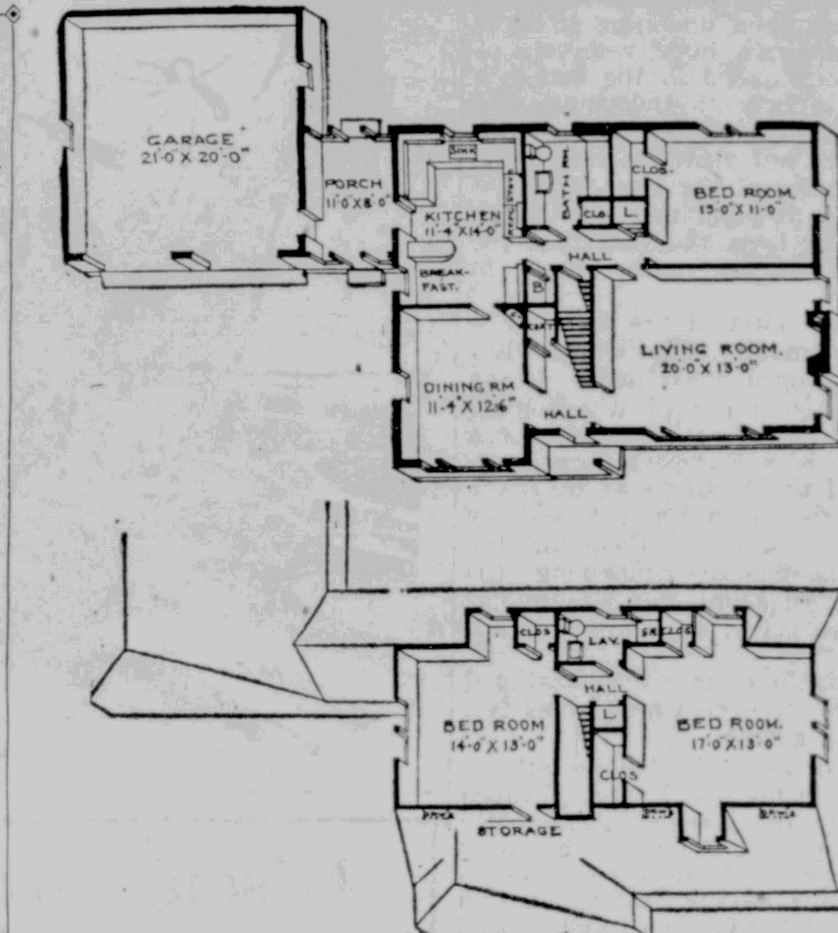 GARAGE
21'-0" X 20'-0"
PORCH
11'-0" X 8'-0"
SINK
KITCHEN
11'-4" X 14'-0"
BREAK-
FAST.
BATH RM.
CLOS.
CLO.
L.
BED ROOM
15'-0" X 11'-0"
HALL
B
LIVING ROOM.
20'-0" X 13'-0"
DINING RM
11'-4" X 12'-6"
HALL
CLOS
LAV.
CLOS
HALL
L.
BED ROOM
14'-0" X 13'-0"
BED ROOM.
17'-0" X 13'-0"
CLOS
STORAGE